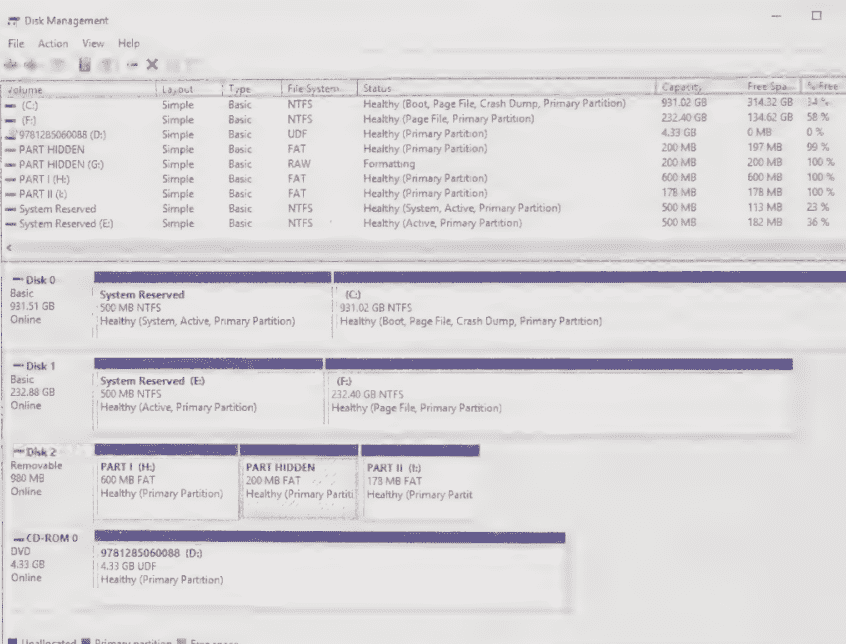 Disk Management
File Action View Help
Volume Layout Type File System Status Capacity Free Spa... % Free
(C:) Simple Basic NTFS Healthy (Boot, Page File, Crash Dump, Primary Partition) 931.02 GB 314.32 GB 34 %
(F:) Simple Basic NTFS Healthy (Page File, Primary Partition) 232.40 GB 134.62 GB 58 %
9781285060088 (D:) Simple Basic UDF Healthy (Primary Partition) 4.33 GB 0 MB 0 %
PART HIDDEN Simple Basic FAT Healthy (Primary Partition) 200 MB 197 MB 99 %
PART HIDDEN (G:) Simple Basic RAW Formatting 200 MB 200 MB 100 %
PART I (H:) Simple Basic FAT Healthy (Primary Partition) 600 MB 600 MB 100 %
PART II (I:) Simple Basic FAT Healthy (Primary Partition) 178 MB 178 MB 100 %
System Reserved Simple Basic NTFS Healthy (System, Active, Primary Partition) 500 MB 113 MB 23 %
System Reserved (E:) Simple Basic NTFS Healthy (Active, Primary Partition) 500 MB 182 MB 36 %
Disk 0
Basic
931.51 GB
Online
System Reserved
500 MB NTFS
Healthy (System, Active, Primary Partition)
(C:)
931.02 GB NTFS
Healthy (Boot, Page File, Crash Dump, Primary Partition)
Disk 1
Basic
232.88 GB
Online
System Reserved (E:)
500 MB NTFS
Healthy (Active, Primary Partition)
(F:)
232.40 GB NTFS
Healthy (Page File, Primary Partition)
Disk 2
Removable
980 MB
Online
PART I (H:)
600 MB FAT
Healthy (Primary Partition)
PART HIDDEN
200 MB FAT
Healthy (Primary Partiti
PART II (I:)
178 MB FAT
Healthy (Primary Partit
CD-ROM 0
DVD
4.33 GB
Online
9781285060088 (D:)
4.33 GB UDF
Healthy (Primary Partition)
Unallocated Primary partition Free space